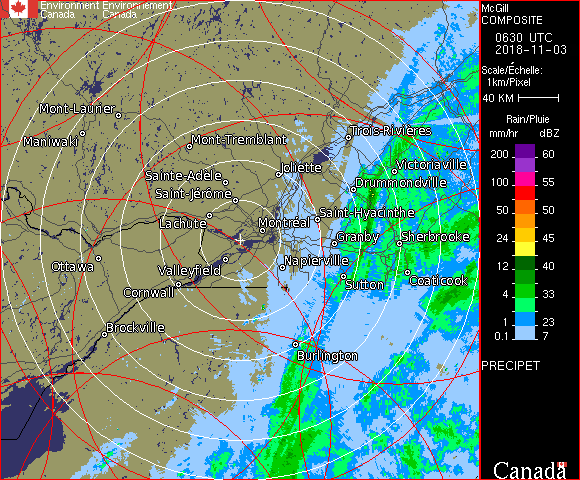 Environment Environnement
Canada Canada
Mont-Laurier
Maniwaki
Mont-Tremblant
Trois-Rivières
Joliette
Victoriaville
Sainte-Adèle
Drummondville
Saint-Jérôme
Saint-Hyacinthe
Lachute
Montréal
Granby
Sherbrooke
Napierville
Ottawa
Valleyfield
Coaticook
Sutton
Cornwall
Brockville
Burlington
McGill
COMPOSITE
0630 UTC
2018-11-03
Scale/Échelle:
1km/Pixel
40 KM
Rain/Pluie
mm/hr dBZ
200 60
100 55
50 50
24 45
12 40
4 33
1 23
0.1 7
PRECIPET
Canada